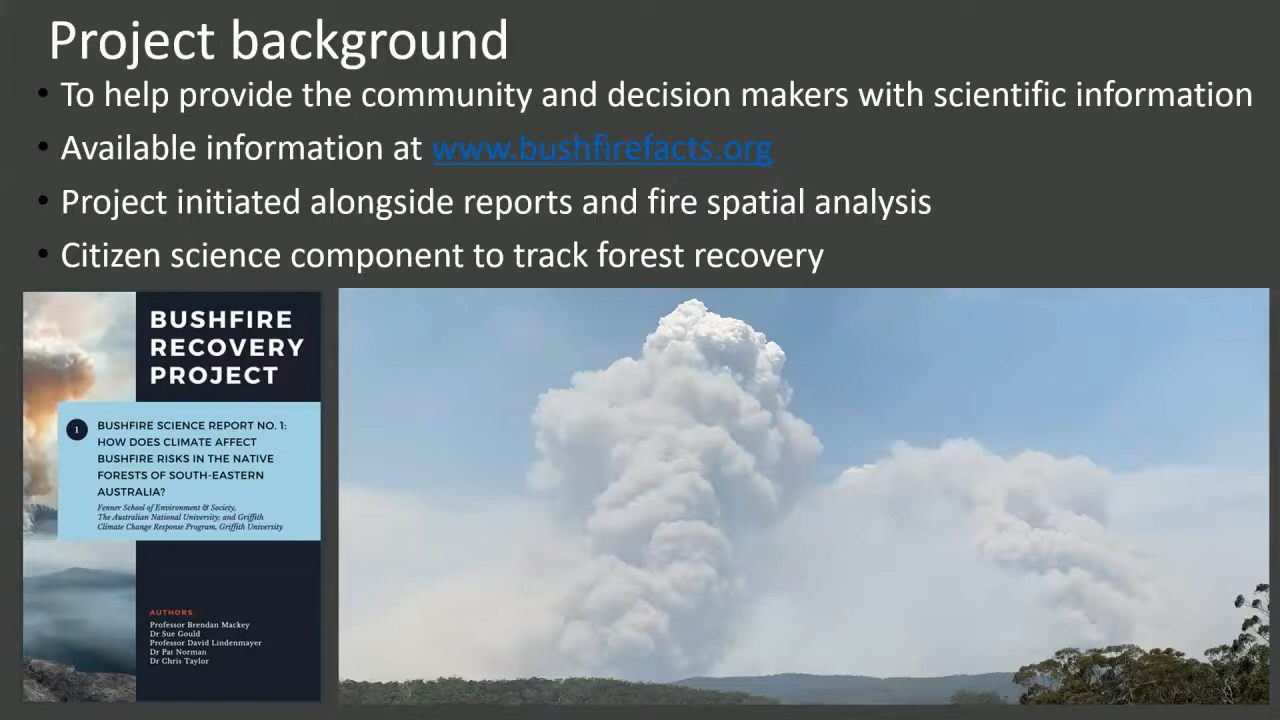 Project background
• To help provide the community and decision makers with scientific information
• Available information at www.bushfirefacts.org
• Project initiated alongside reports and fire spatial analysis
• Citizen science component to track forest recovery
BUSHFIRE
RECOVERY
PROJECT
1
BUSHFIRE SCIENCE REPORT NO. 1:
HOW DOES CLIMATE AFFECT
BUSHFIRE RISKS IN THE NATIVE
FORESTS OF SOUTH-EASTERN
AUSTRALIA?
Fenner School of Environment & Society,
The Australian National University; and Griffith
Climate Change Response Program, Griffith University
AUTHORS:
Professor Brendan Mackey
Dr Sue Gould
Professor David Lindenmayer
Dr Pat Norman
Dr Chris Taylor